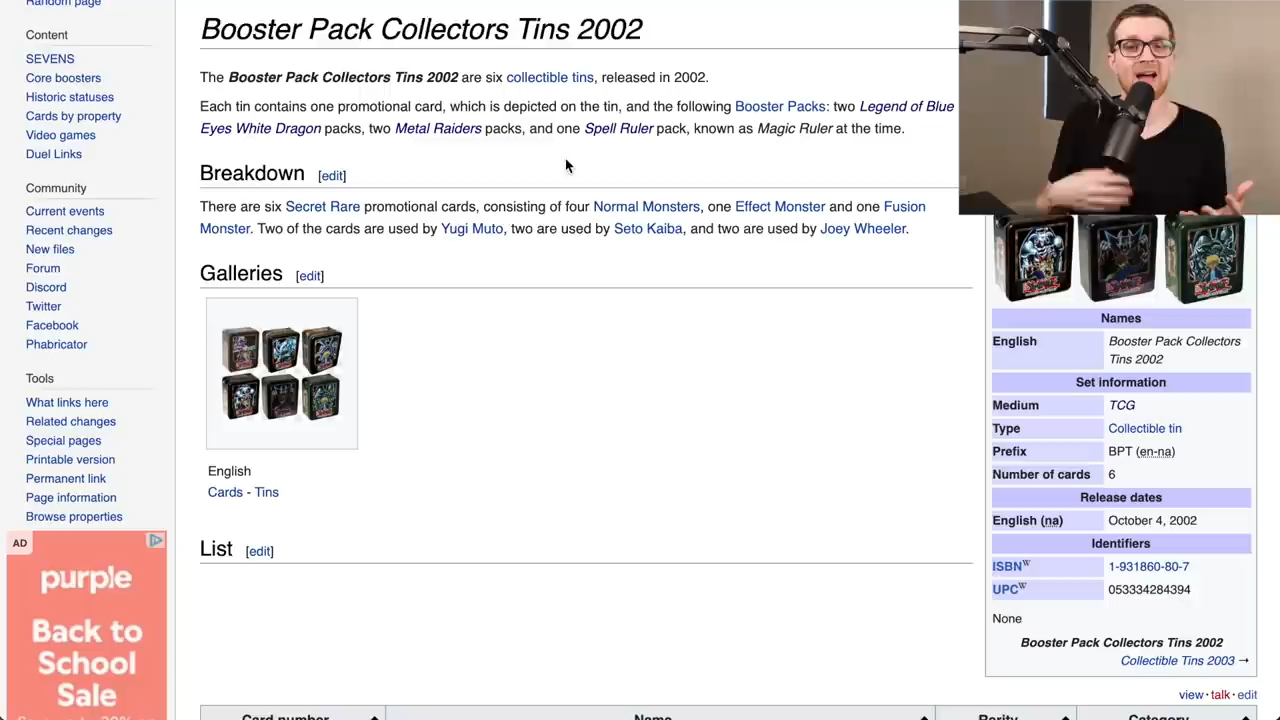 Random page
Content
SEVENS
Core boosters
Historic statuses
Cards by property
Video games
Duel Links
Community
Current events
Recent changes
New files
Forum
Discord
Twitter
Facebook
Phabricator
Tools
What links here
Related changes
Special pages
Printable version
Permanent link
Page information
Browse properties
AD
purple
Back to
School
Sale
Booster Pack Collectors Tins 2002
The Booster Pack Collectors Tins 2002 are six collectible tins, released in 2002.
Each tin contains one promotional card, which is depicted on the tin, and the following Booster Packs: two Legend of Blue
Eyes White Dragon packs, two Metal Raiders packs, and one Spell Ruler pack, known as Magic Ruler at the time.
Breakdown [edit]
There are six Secret Rare promotional cards, consisting of four Normal Monsters, one Effect Monster and one Fusion
Monster. Two of the cards are used by Yugi Muto, two are used by Seto Kaiba, and two are used by Joey Wheeler.
Galleries [edit]
English
Cards - Tins
List [edit]
Names
English Booster Pack Collectors
Tins 2002
Set information
Medium TCG
Type Collectible tin
Prefix BPT (en-na)
Number of cards 6
Release dates
English (na) October 4, 2002
Identifiers
ISBN W 1-931860-80-7
UPC W 053334284394
None
Booster Pack Collectors Tins 2002
Collectible Tins 2003 →
view · talk · edit
Card number Name Rarity Category